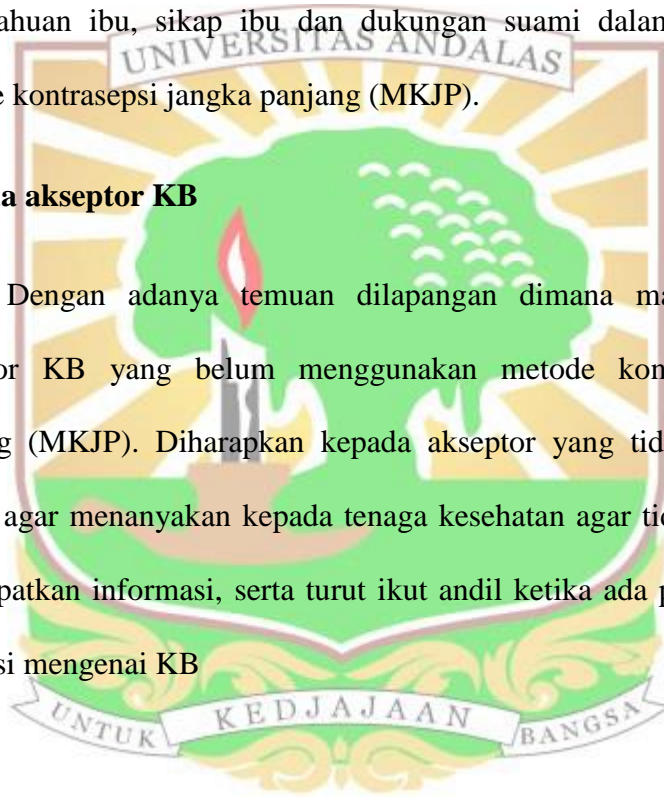 ahuan ibu, sikap ibu dan dukungan suami dalan
UNIVERSITAS ANDALAS
e kontrasepsi jangka panjang (MKJP).
a akseptor KB
Dengan adanya temuan dilapangan dimana ma
or KB yang belum menggunakan metode kon
g (MKJP). Diharapkan kepada akseptor yang tid
agar menanyakan kepada tenaga kesehatan agar tid
patkan informasi, serta turut ikut andil ketika ada p
si mengenai KB
UNTUK KEDJAJAAN BANGSA